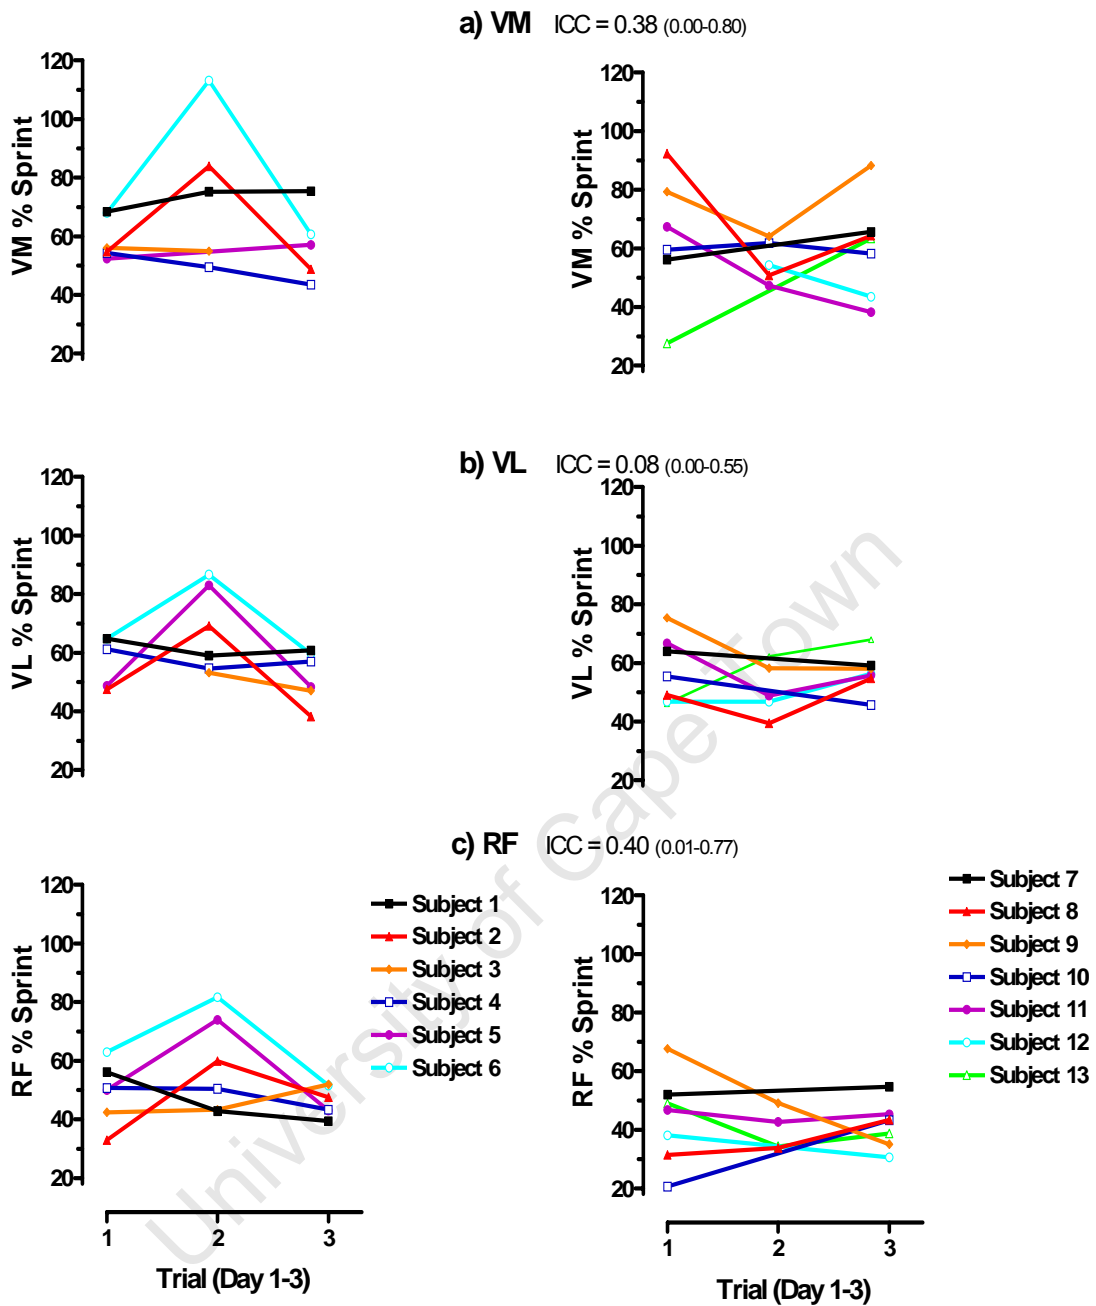 a) VM ICC = 0.38 (0.00-0.80)
120
100
80
60
40
20
VM % Sprint
120
100
80
60
40
20
VM % Sprint
b) VL ICC = 0.08 (0.00-0.55)
120
100
80
60
40
20
VL % Sprint
120
100
80
60
40
20
VL % Sprint
c) RF ICC = 0.40 (0.01-0.77)
120
100
80
60
40
20
RF % Sprint
Subject 1
Subject 2
Subject 3
Subject 4
Subject 5
Subject 6
1 2 3
Trial (Day 1-3)
120
100
80
60
40
20
RF % Sprint
Subject 7
Subject 8
Subject 9
Subject 10
Subject 11
Subject 12
Subject 13
1 2 3
Trial (Day 1-3)
University of Cape Town